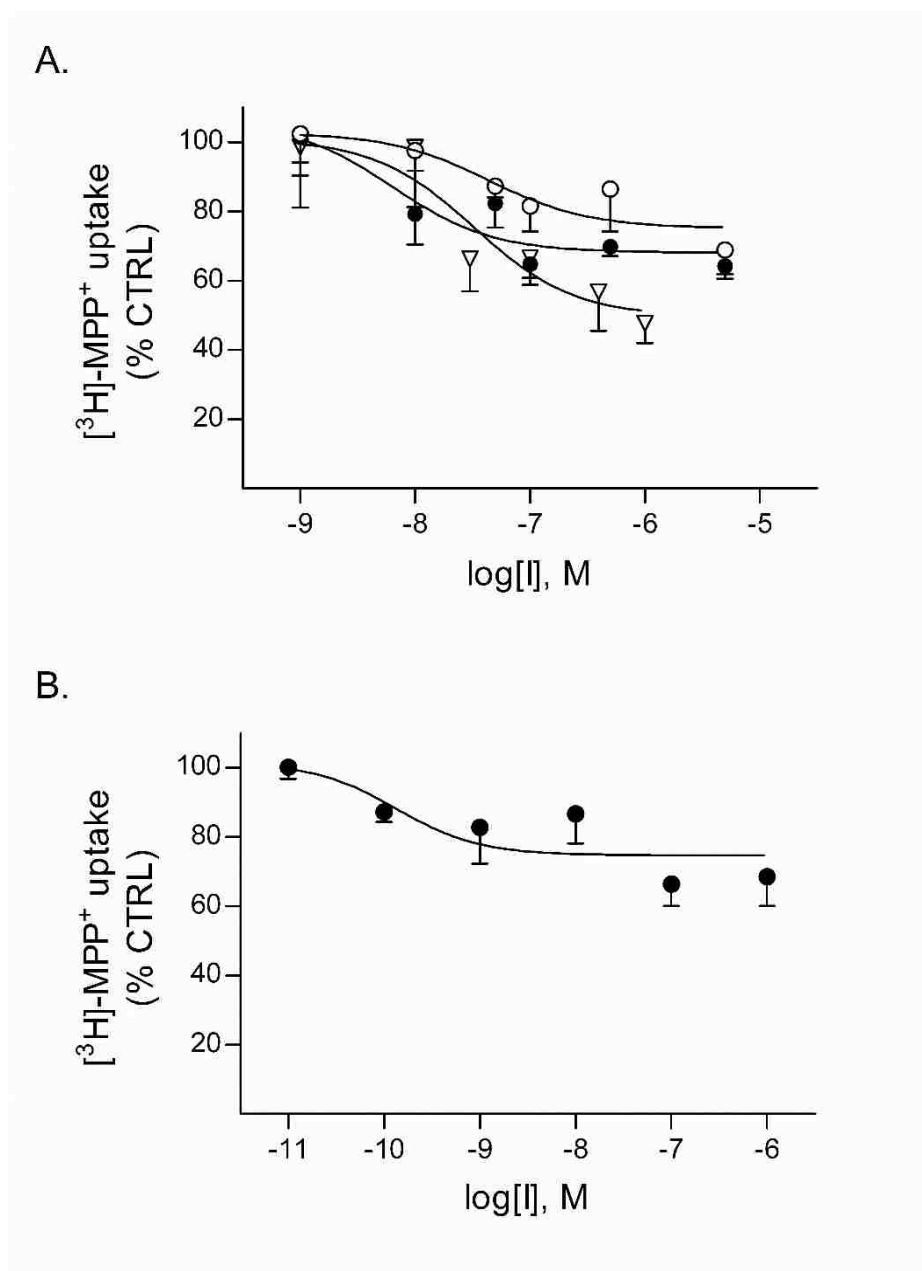 A.
[³H]-MPP⁺ uptake
(% CTRL)
100
80
60
40
20
-9 -8 -7 -6 -5
log[I], M
B.
[³H]-MPP⁺ uptake
(% CTRL)
100
80
60
40
20
-11 -10 -9 -8 -7 -6
log[I], M